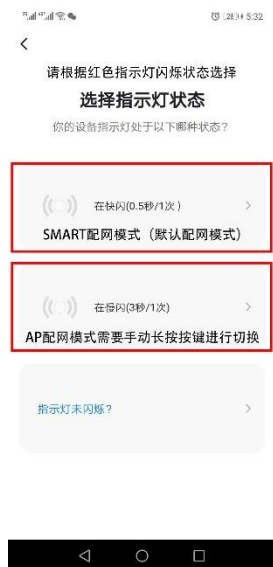 5:32
请根据红色指示灯闪烁状态选择
选择指示灯状态
你的设备指示灯处于以下哪种状态？
在快闪(0.5秒/1次)
SMART配网模式（默认配网模式）
在慢闪(3秒/1次)
AP配网模式需要手动长按按键进行切换
指示灯未闪烁？